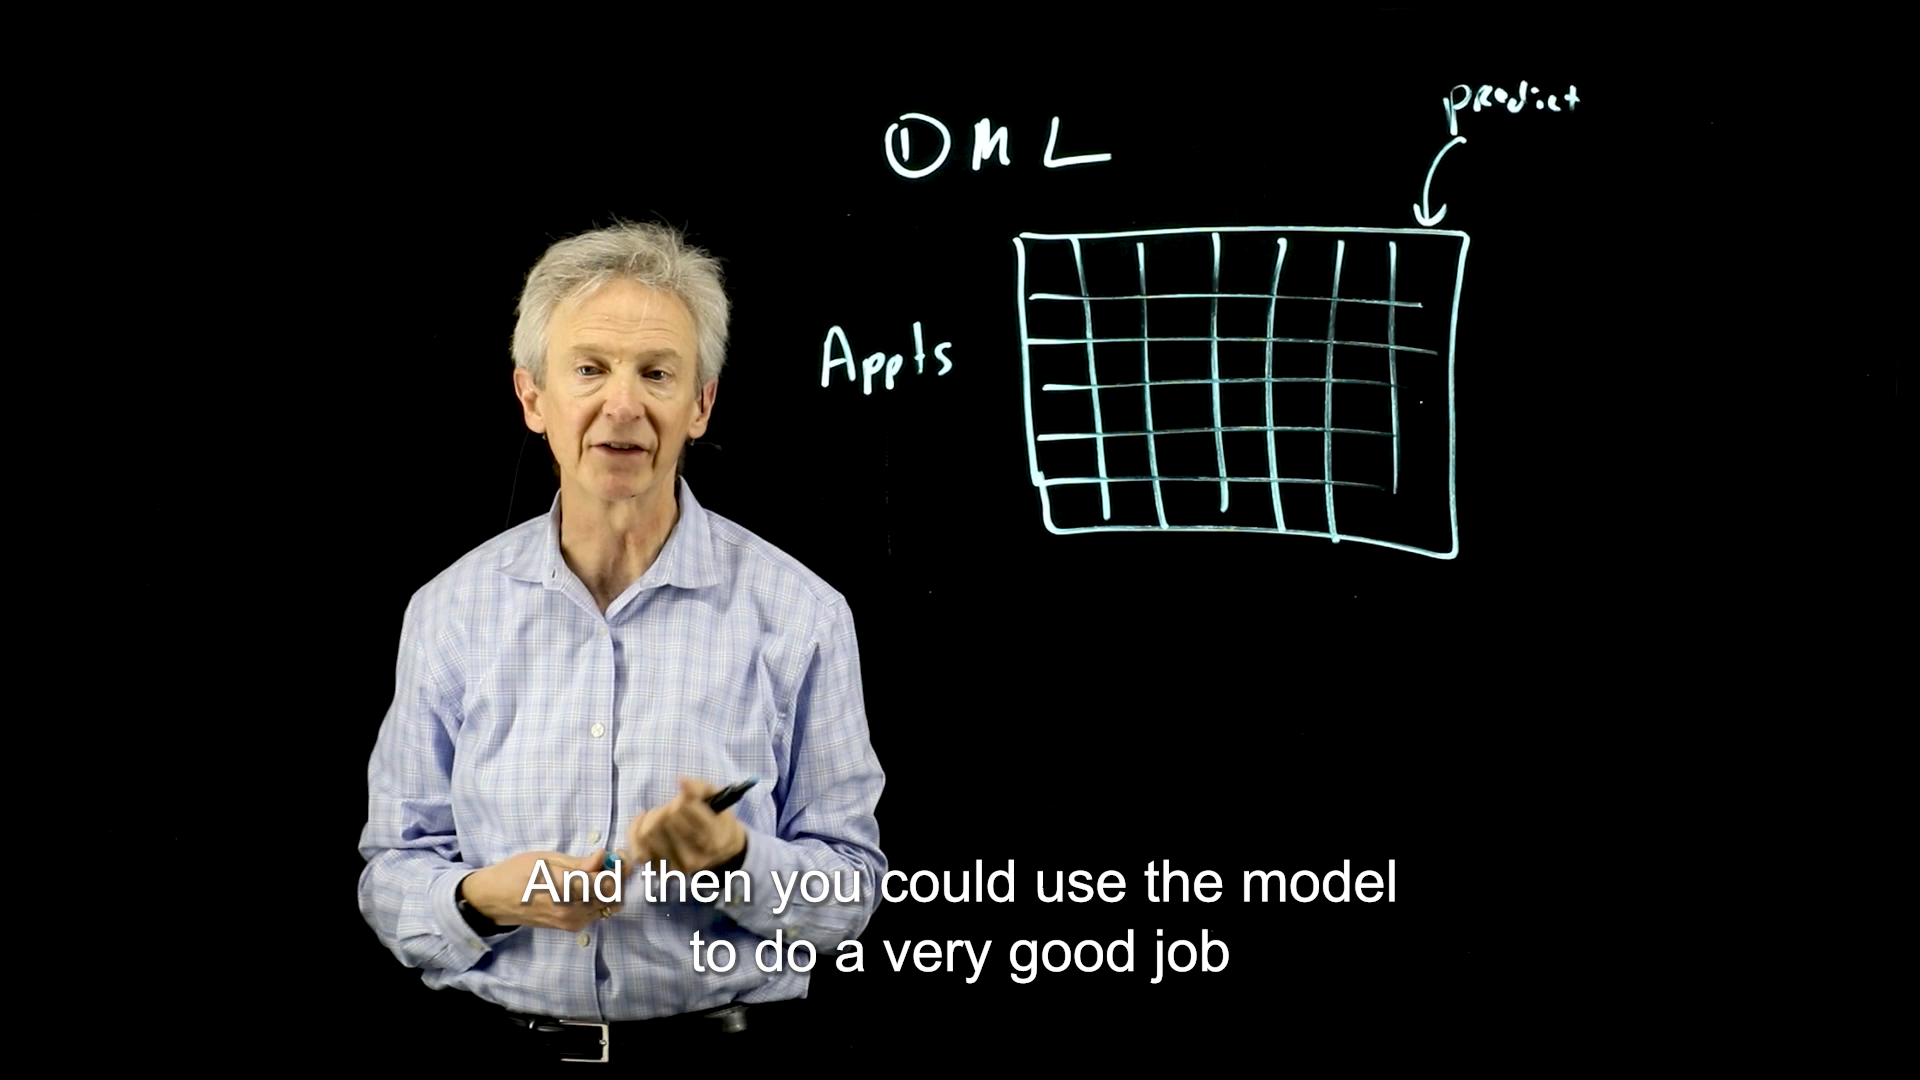 ① ML
predict
Appts
And then you could use the model
to do a very good job